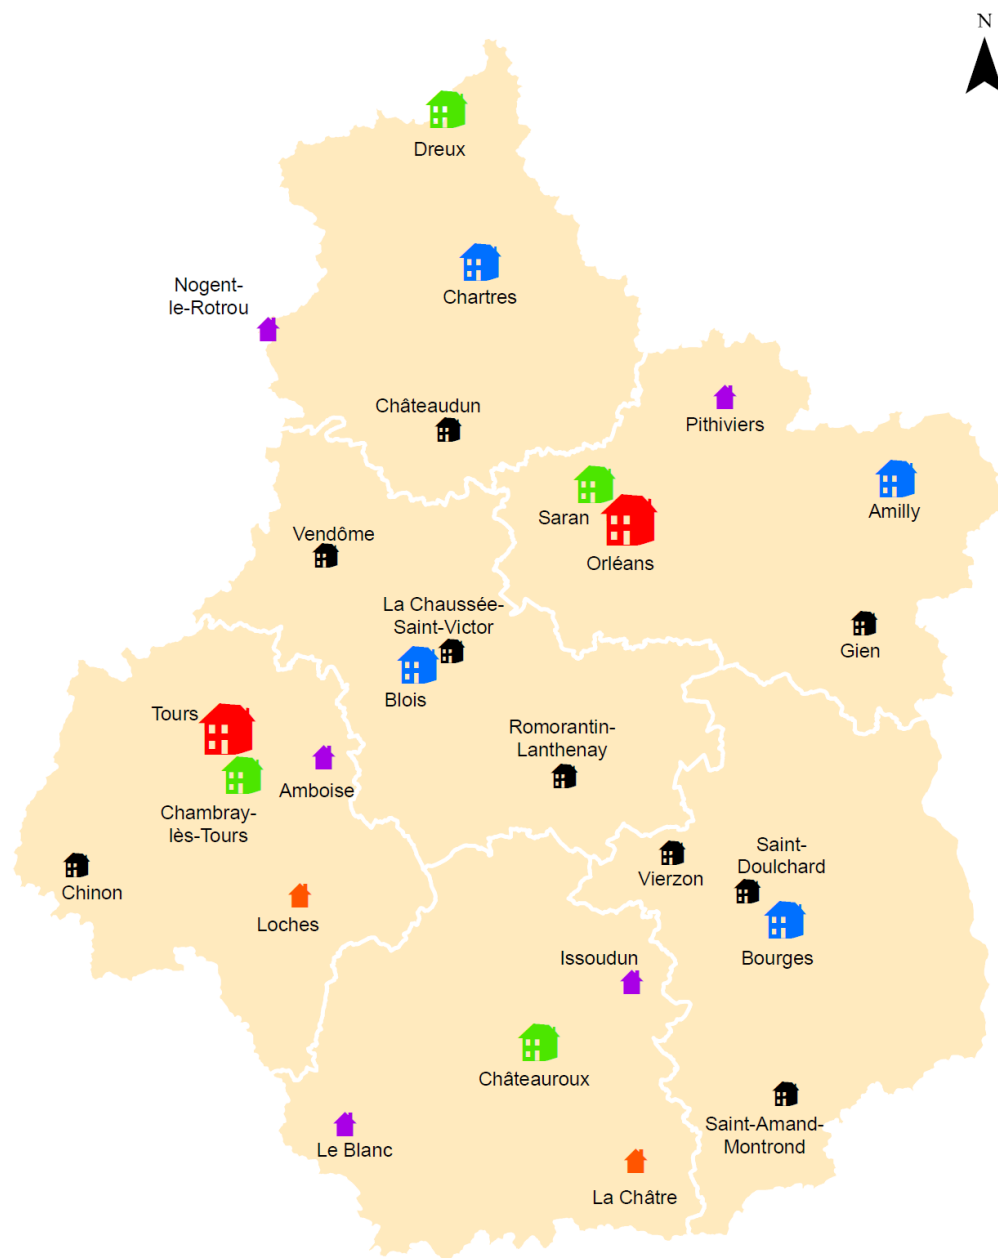 N
Dreux
Chartres
Nogent-
le-Rotrou
Châteaudun
Pithiviers
Saran
Amilly
Vendôme
Orléans
La Chaussée-
Saint-Victor
Gien
Blois
Tours
Romorantin-
Lanthenay
Amboise
Chambray-
lès-Tours
Saint-
Doulchard
Vierzon
Chinon
Loches
Bourges
Issoudun
Châteauroux
Saint-Amand-
Montrond
Le Blanc
La Châtre